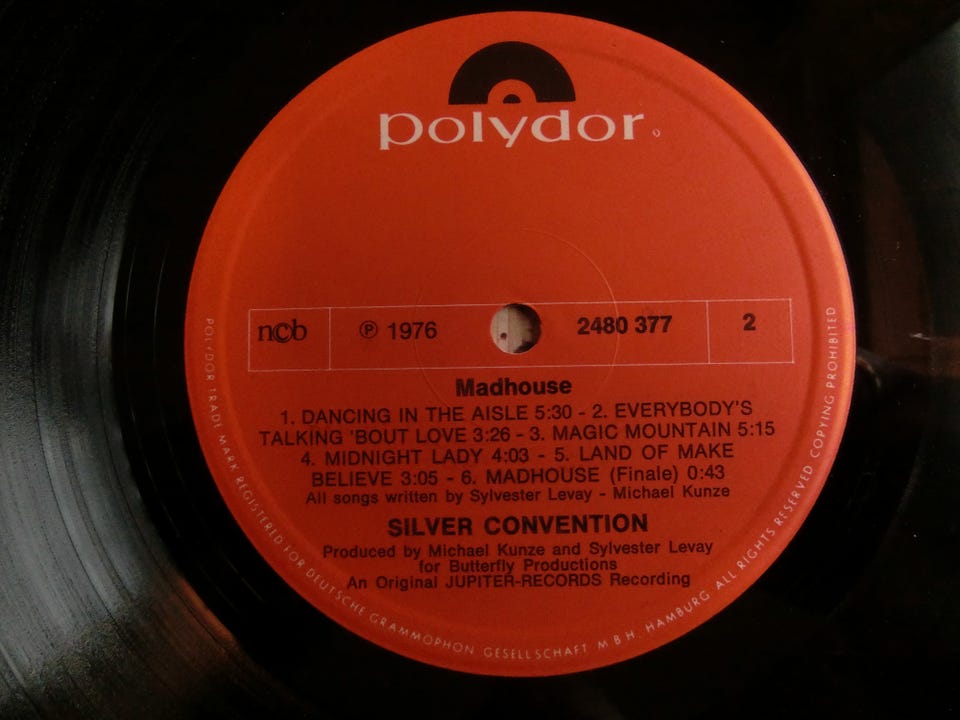 polydor
ncb
℗ 1976
2480 377
2
Madhouse
1. DANCING IN THE AISLE 5:30 - 2. EVERYBODY'S
TALKING 'BOUT LOVE 3:26 - 3. MAGIC MOUNTAIN 5:15
4. MIDNIGHT LADY 4:03 - 5. LAND OF MAKE
BELIEVE 3:05 - 6. MADHOUSE (Finale) 0:43
All songs written by Sylvester Levay - Michael Kunze
SILVER CONVENTION
Produced by Michael Kunze and Sylvester Levay
for Butterfly Productions
An Original JUPITER-RECORDS Recording
POLYDOR TRADE MARK REGISTERED FOR DEUTSCHE GRAMMOPHON GESELLSCHAFT M B H. HAMBURG ALL RIGHTS RESERVED COPYING PROHIBITED